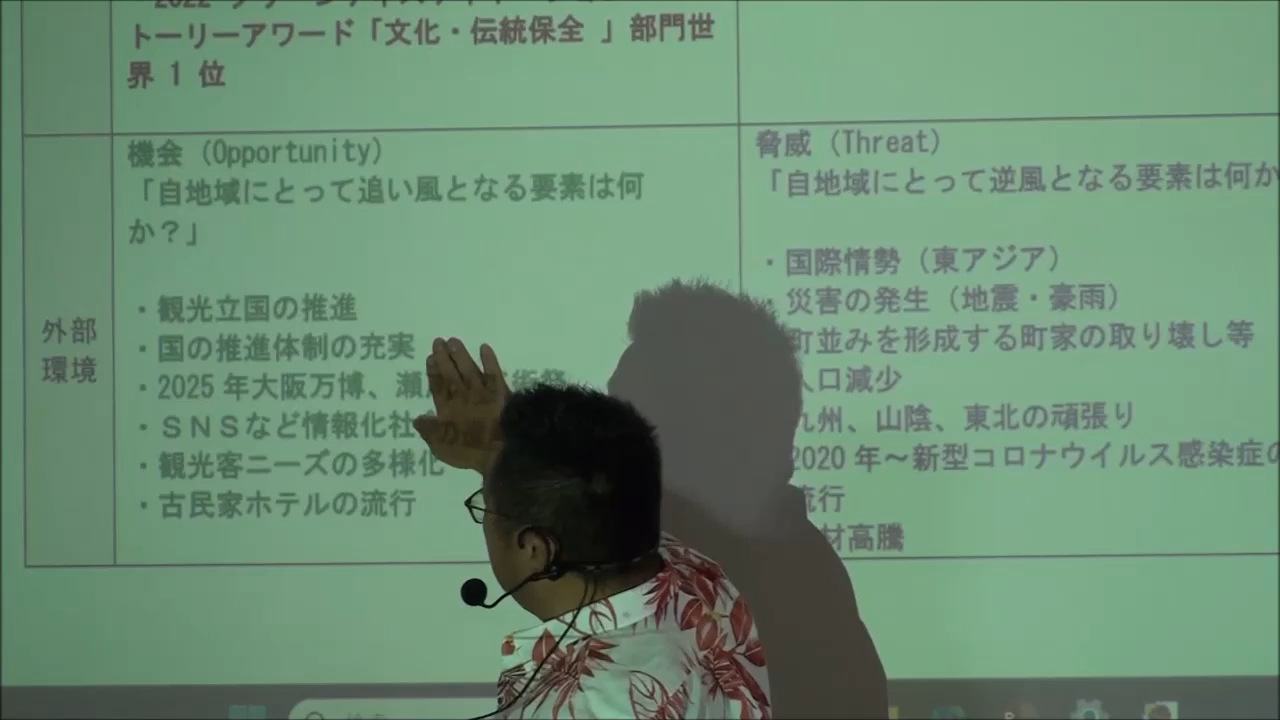 トーリーアワード「文化・伝統保全 」部門世
界 1 位
外部
環境
機会（Opportunity）
「自地域にとって追い風となる要素は何
か？」
・観光立国の推進
・国の推進体制の充実
・2025 年大阪万博、瀬
・ＳＮＳなど情報化社
・観光客ニーズの多様化
・古民家ホテルの流行
脅威（Threat）
「自地域にとって逆風となる要素は何か
・国際情勢（東アジア）
・災害の発生（地震・豪雨）
町並みを形成する町家の取り壊し等
人口減少
九州、山陰、東北の頑張り
2020 年～新型コロナウイルス感染症の
流行
材高騰